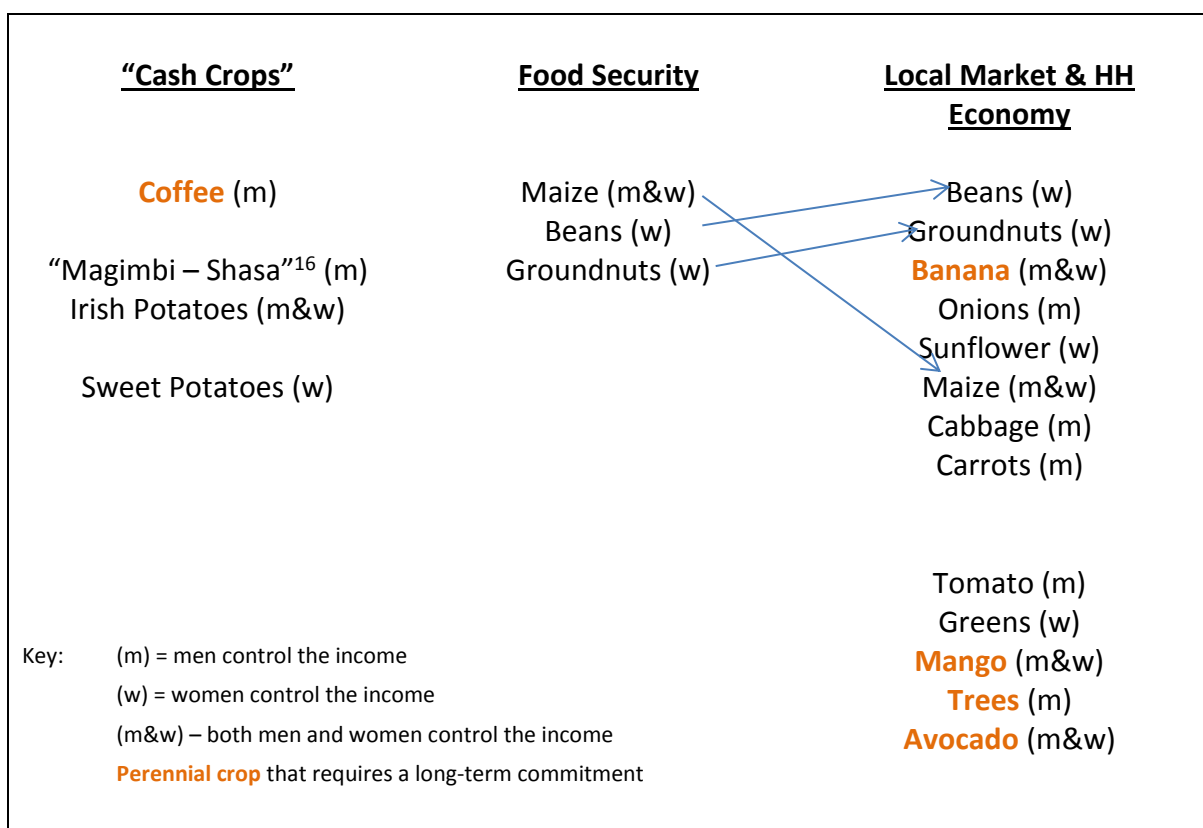 “Cash Crops”
Coffee (m)
“Magimbi – Shasa”16 (m)
Irish Potatoes (m&w)
Sweet Potatoes (w)
Food Security
Maize (m&w)
Beans (w)
Groundnuts (w)
Local Market & HH
Economy
Beans (w)
Groundnuts (w)
Banana (m&w)
Onions (m)
Sunflower (w)
Maize (m&w)
Cabbage (m)
Carrots (m)
Tomato (m)
Greens (w)
Mango (m&w)
Trees (m)
Avocado (m&w)
Key: (m) = men control the income
(w) = women control the income
(m&w) – both men and women control the income
Perennial crop that requires a long-term commitment